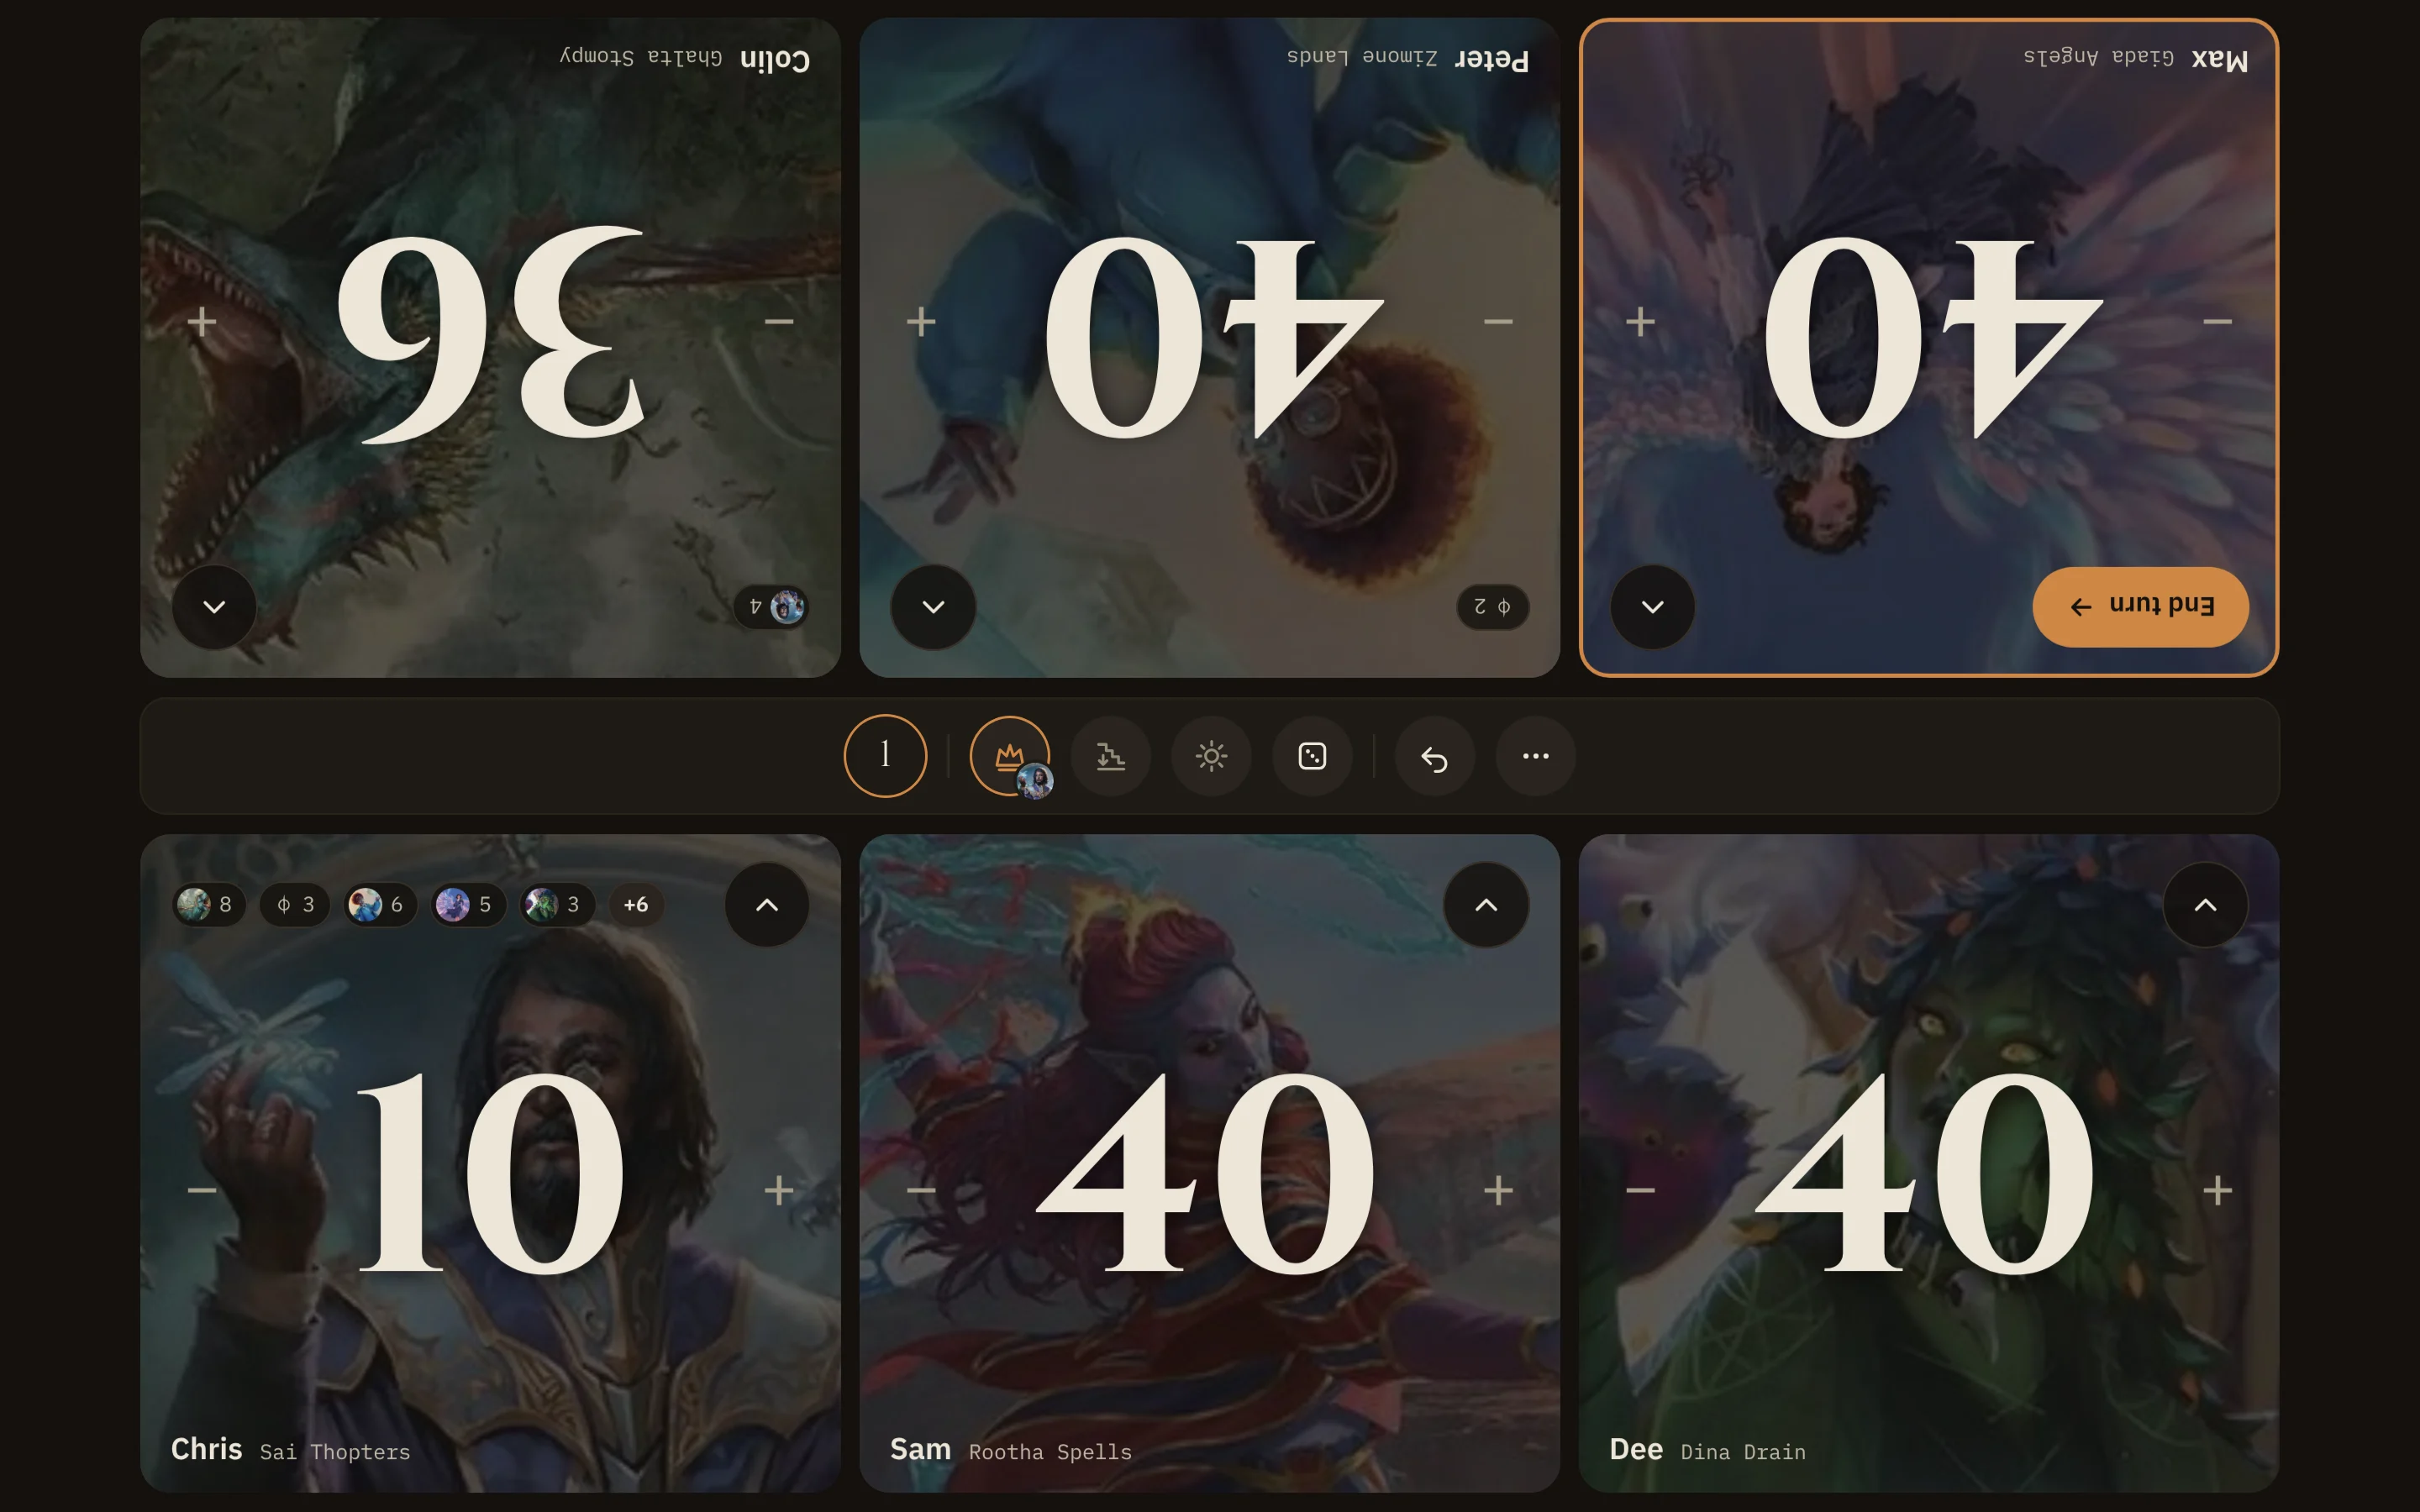 Colin Ghalta Stompy
36
− +
4
Peter Zimone Lands
40
− +
ϕ 2
Max Giada Angels
40
− +
End turn →
1
8 ϕ 3 6 5 3 +6
10
− +
Chris Sai Thopters
40
− +
Sam Rootha Spells
40
− +
Dee Dina Drain